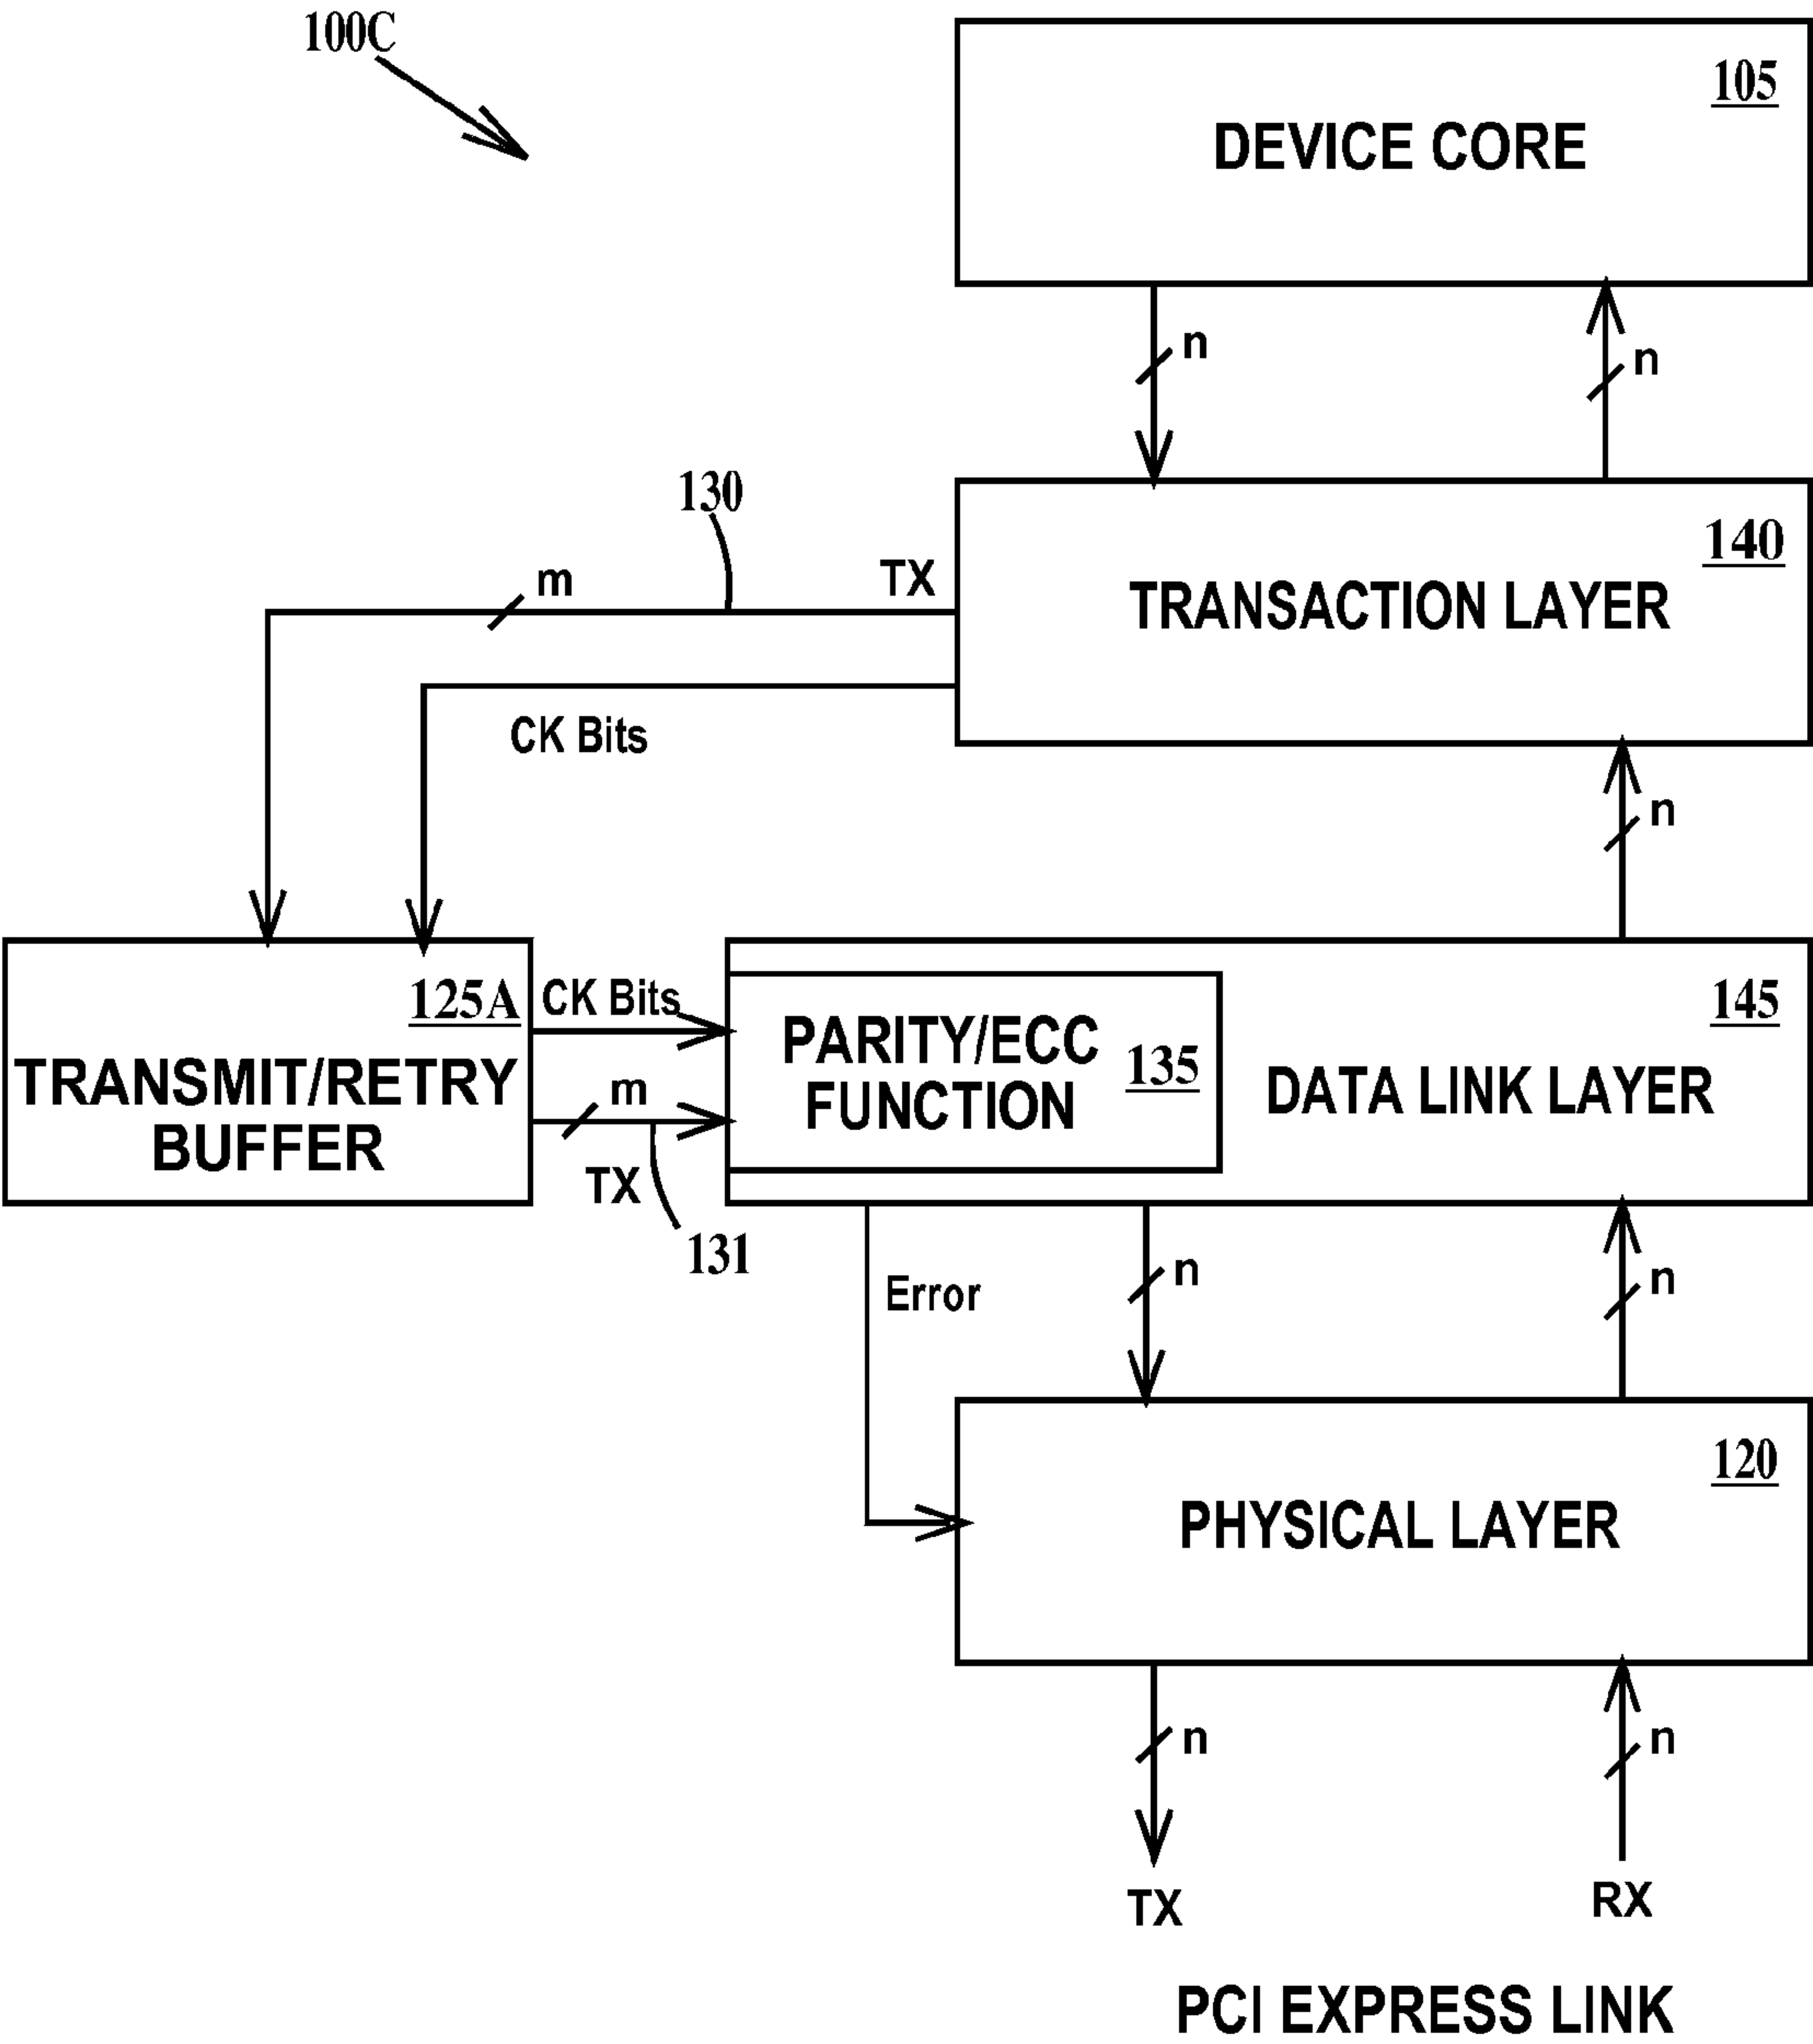 100C
105
DEVICE CORE
n
n
130
140
m
TX
TRANSACTION LAYER
CK Bits
n
125A
CK Bits
145
PARITY/ECC
FUNCTION
135
TRANSMIT/RETRY
BUFFER
m
DATA LINK LAYER
TX
131
n
n
Error
120
PHYSICAL LAYER
n
n
TX
RX
PCI EXPRESS LINK